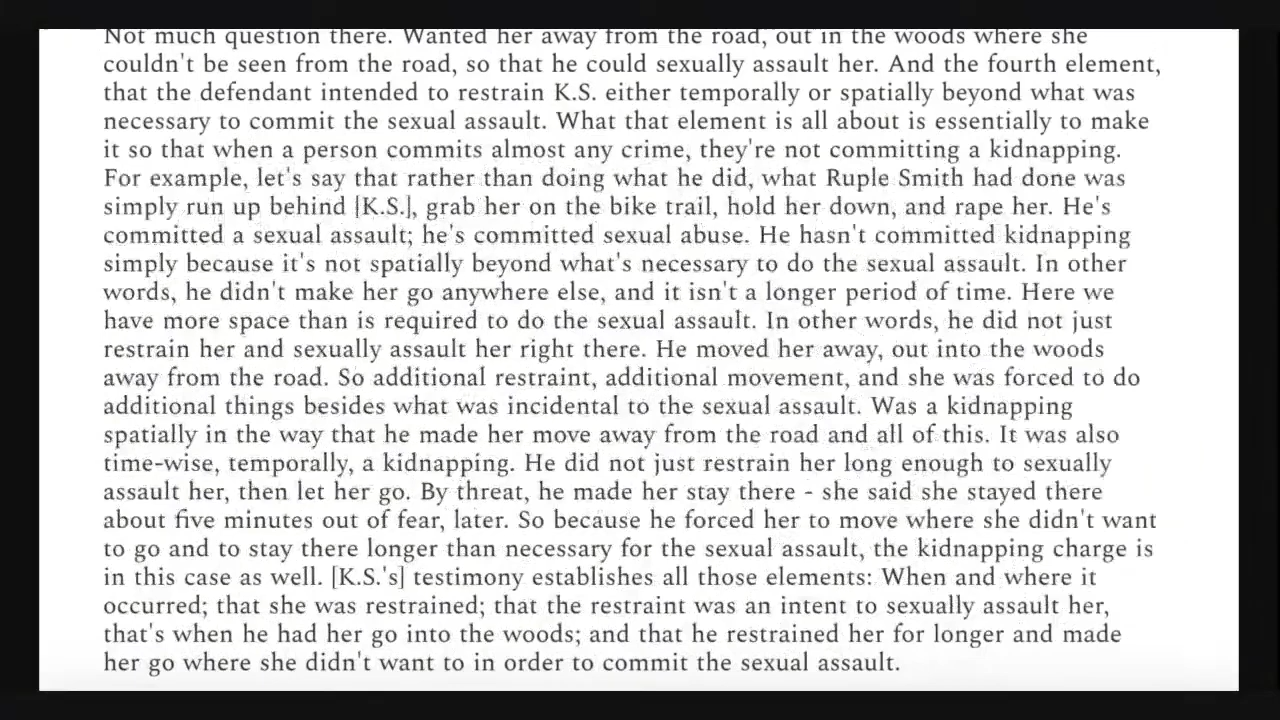 Not much question there. Wanted her away from the road, out in the woods where she
couldn't be seen from the road, so that he could sexually assault her. And the fourth element,
that the defendant intended to restrain K.S. either temporally or spatially beyond what was
necessary to commit the sexual assault. What that element is all about is essentially to make
it so that when a person commits almost any crime, they're not committing a kidnapping.
For example, let's say that rather than doing what he did, what Ruple Smith had done was
simply run up behind [K.S.], grab her on the bike trail, hold her down, and rape her. He's
committed a sexual assault; he's committed sexual abuse. He hasn't committed kidnapping
simply because it's not spatially beyond what's necessary to do the sexual assault. In other
words, he didn't make her go anywhere else, and it isn't a longer period of time. Here we
have more space than is required to do the sexual assault. In other words, he did not just
restrain her and sexually assault her right there. He moved her away, out into the woods
away from the road. So additional restraint, additional movement, and she was forced to do
additional things besides what was incidental to the sexual assault. Was a kidnapping
spatially in the way that he made her move away from the road and all of this. It was also
time-wise, temporally, a kidnapping. He did not just restrain her long enough to sexually
assault her, then let her go. By threat, he made her stay there - she said she stayed there
about five minutes out of fear, later. So because he forced her to move where she didn't want
to go and to stay there longer than necessary for the sexual assault, the kidnapping charge is
in this case as well. [K.S.'s] testimony establishes all those elements: When and where it
occurred; that she was restrained; that the restraint was an intent to sexually assault her,
that's when he had her go into the woods; and that he restrained her for longer and made
her go where she didn't want to in order to commit the sexual assault.